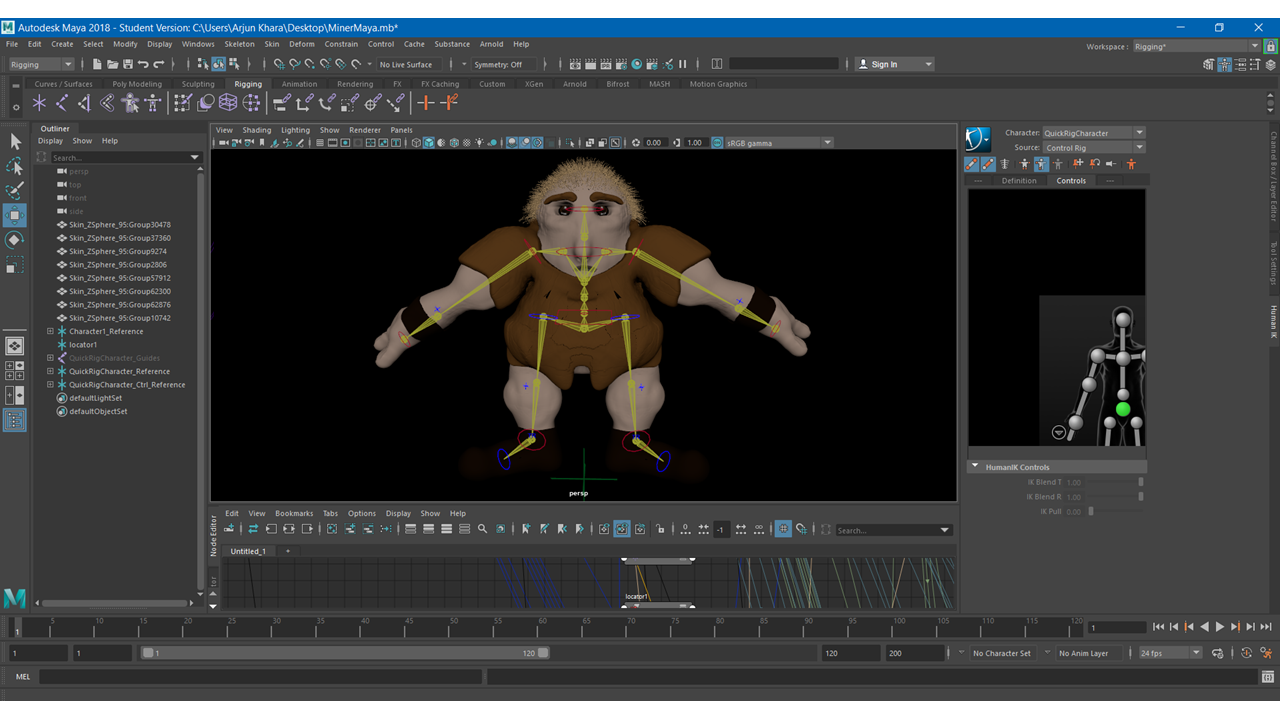 Autodesk Maya 2018 - Student Version: C:\Users\Arjun Khara\Desktop\MinerMaya.mb*
File Edit Create Select Modify Display Windows Skeleton Skin Deform Constrain Control Cache Substance Arnold Help
Workspace : Rigging*
Rigging No Live Surface Symmetry: Off Sign In
Curves / Surfaces Poly Modeling Sculpting Rigging Animation Rendering FX FX Caching Custom XGen Arnold Bifrost MASH Motion Graphics
Outliner
Display Show Help
Search...
persp
top
front
side
Skin_ZSphere_95:Group30478
Skin_ZSphere_95:Group37360
Skin_ZSphere_95:Group9274
Skin_ZSphere_95:Group2806
Skin_ZSphere_95:Group57912
Skin_ZSphere_95:Group62300
Skin_ZSphere_95:Group62876
Skin_ZSphere_95:Group10742
Character1_Reference
locator1
QuickRigCharacter_Guides
QuickRigCharacter_Reference
QuickRigCharacter_Ctrl_Reference
defaultLightSet
defaultObjectSet
View Shading Lighting Show Renderer Panels
0.00 1.00 sRGB gamma
persp
Character: QuickRigCharacter
Source: Control Rig
--- Definition Controls ---
HumanIK Controls
IK Blend T 1.00
IK Blend R 1.00
IK Pull 0.00
Channel Box / Layer Editor
Tool Settings
Human IK
Node Editor
Edit View Bookmarks Tabs Options Display Show Help
0 -1 Search...
Untitled_1 +
locator1
5 10 15 20 25 30 35 40 45 50 55 60 65 70 75 80 85 90 95 100 105 110 115 120
1 1
1 1 1 120 120 200 No Character Set No Anim Layer 24 fps
MEL